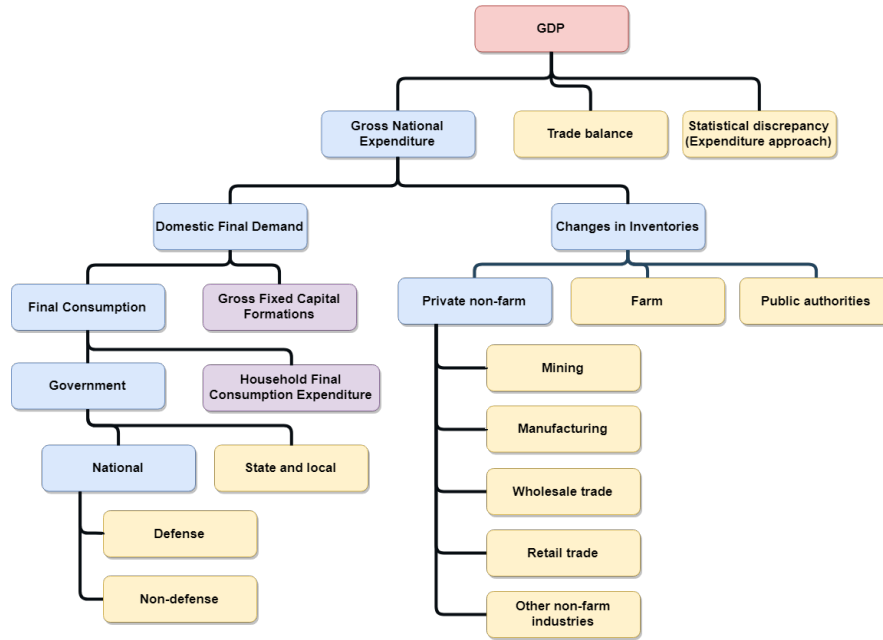 GDP
Gross National
Expenditure
Trade balance
Statistical discrepancy
(Expenditure approach)
Domestic Final Demand
Changes in Inventories
Final Consumption
Gross Fixed Capital
Formations
Private non-farm
Farm
Public authorities
Government
Household Final
Consumption Expenditure
Mining
Manufacturing
National
State and local
Wholesale trade
Defense
Retail trade
Non-defense
Other non-farm
industries